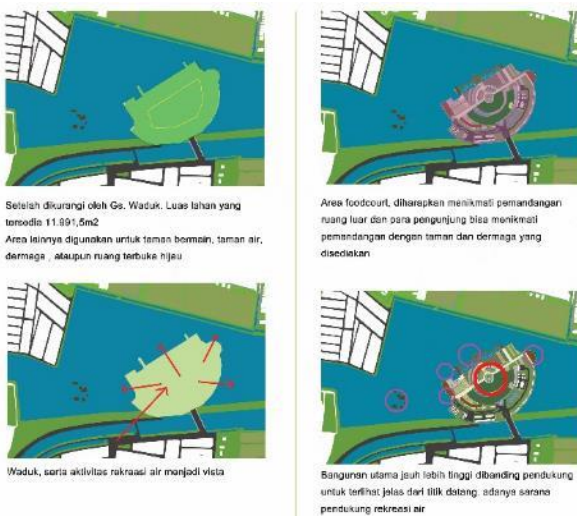 Setelah dikurangi oleh Gs. Waduk. Luas lahan yang
tersedia 11.991,5m2
Area lainnya digunakan untuk taman bermain, taman air,
dermaga , ataupun ruang terbuka hijau
Area foodcourt, diharapkan menikmati pemandangan
ruang luar dan para pengunjung bisa menikmati
pemandangan dengan taman dan dermaga yang
disediakan
Waduk, serta aktivitas rekreasi air menjadi vista
Bangunan utama jauh lebih tinggi dibanding pendukung
untuk terlihat jelas dari titik datang, adanya sarana
pendukung rekreasi air